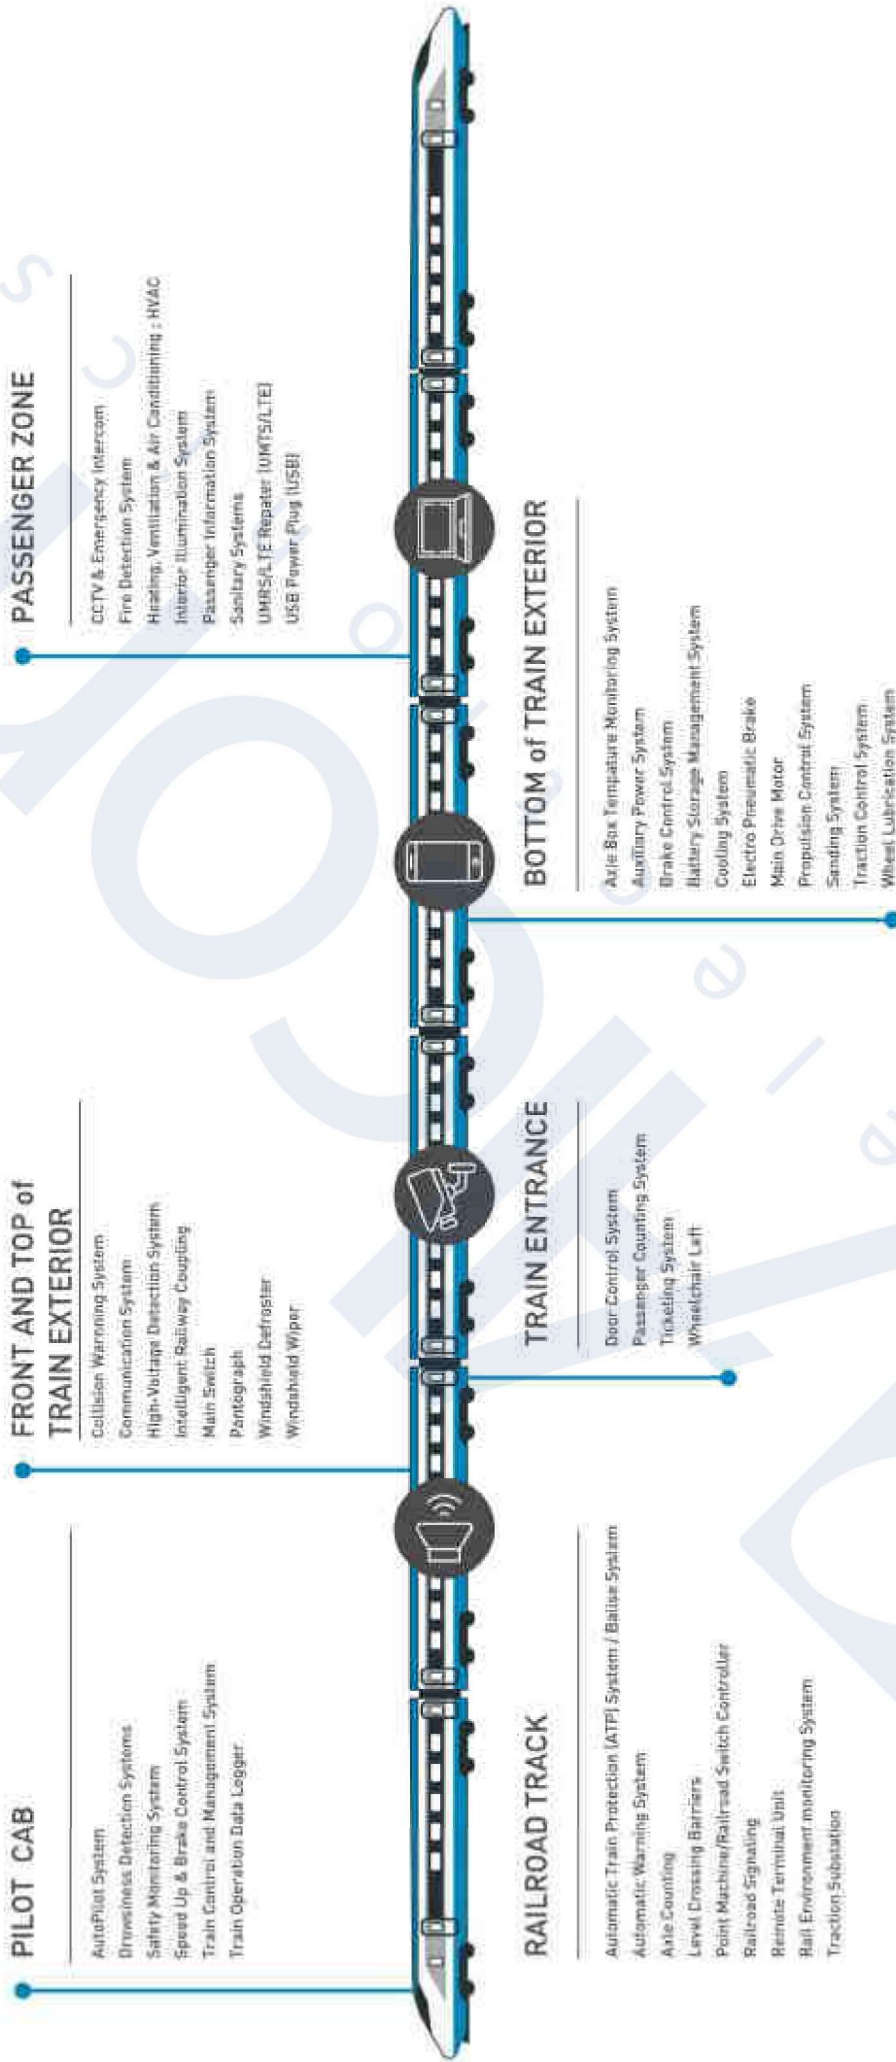 PILOT CAB
AutoPilot System
Drowsiness Detection Systems
Safety Monitoring System
Speed Up & Brake Control System
Train Control and Management System
Train Operation Data Logger
FRONT AND TOP of
TRAIN EXTERIOR
Collision Warnning System
Communication System
High-Voltage Detection System
Intelligent Railway Coupling
Main Switch
Pantograph
Windshield Defroster
Windshield Wiper
PASSENGER ZONE
CCTV & Emergency Intercom
Fire Detection System
Heating, Ventilation & Air Conditioning ; HVAC
Interior Illumination System
Passenger Information System
Sanitary Systems
UMRS/LTE Repater (UMTS/LTE)
USB Power Plug (USB)
RAILROAD TRACK
Automatic Train Protection (ATP) System / Balise System
Automatic Warning System
Axle Counting
Level Crossing Barriers
Point Machine/Railroad Switch Controller
Railroad Signaling
Remote Terminal Unit
Rail Environment monitoring System
Traction Substation
TRAIN ENTRANCE
Door Control System
Passenger Counting System
Ticketing System
Wheelchair Left
BOTTOM of TRAIN EXTERIOR
Axle Box Tempature Monitoring System
Auxiliary Power System
Brake Control System
Battery Storage Management System
Cooling System
Electro Pneumatic Brake
Main Drive Motor
Propulsion Control System
Sanding System
Traction Control System
Wheel Lubrication System